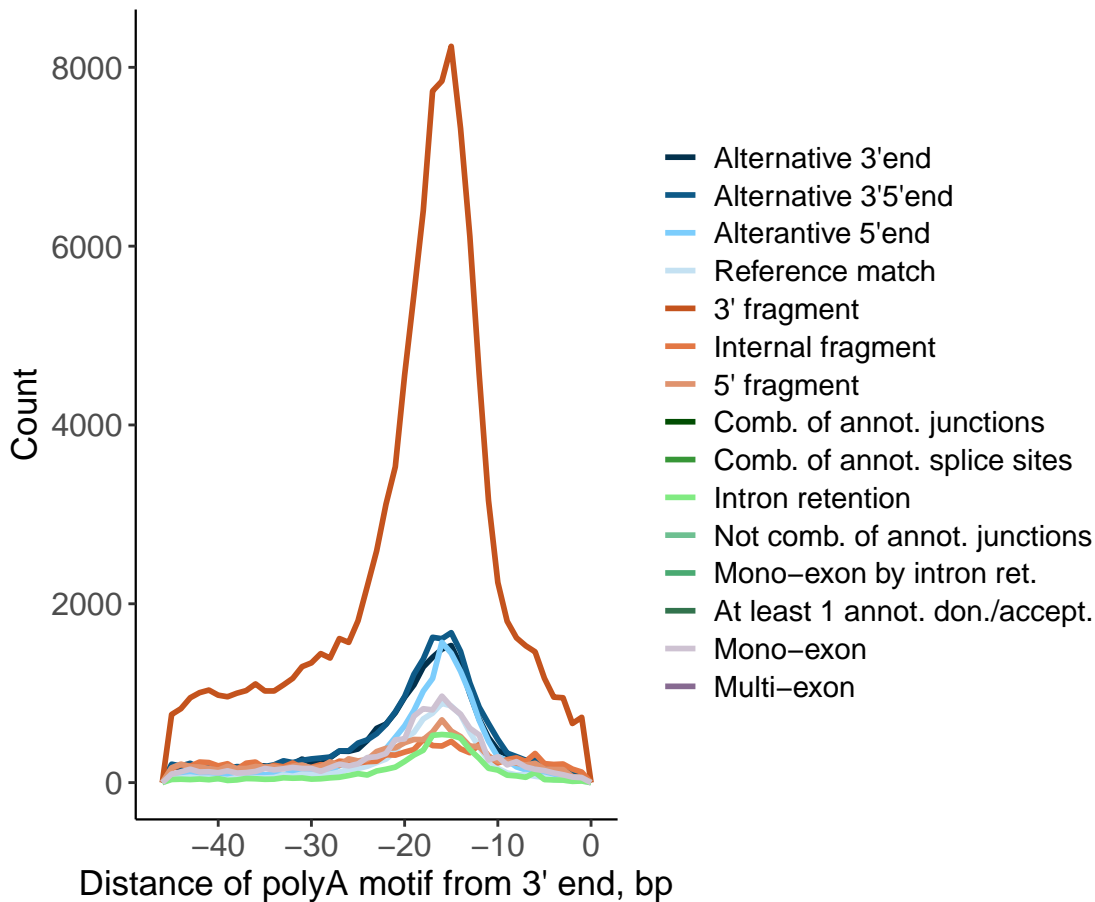 8000
6000
4000
2000
0
Count
−40
−30
−20
−10
0
Distance of polyA motif from 3' end, bp
Alternative 3'end
Alternative 3'5'end
Alterantive 5'end
Reference match
3' fragment
Internal fragment
5' fragment
Comb. of annot. junctions
Comb. of annot. splice sites
Intron retention
Not comb. of annot. junctions
Mono−exon by intron ret.
At least 1 annot. don./accept.
Mono−exon
Multi−exon